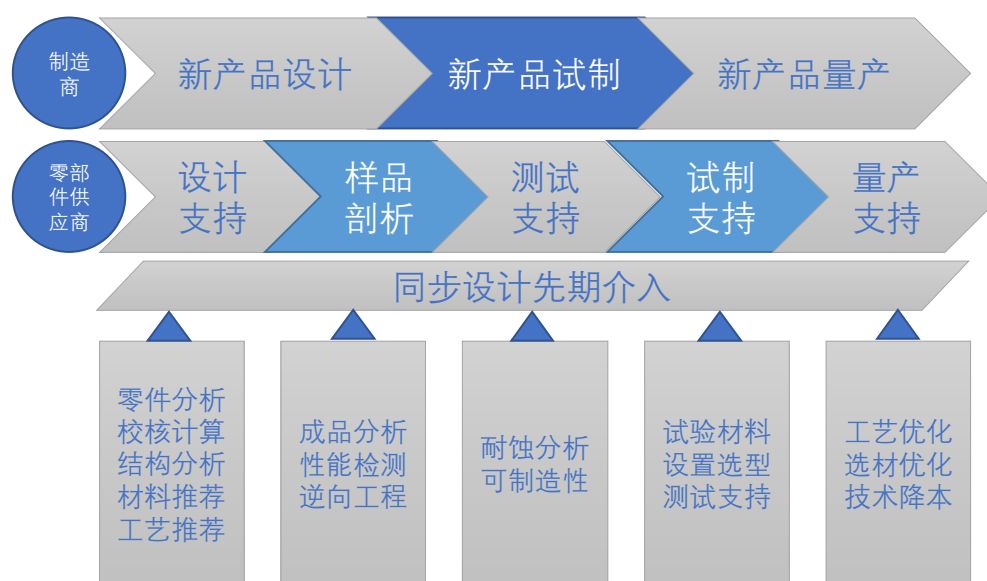 制造
商
新产品设计
新产品试制
新产品量产
零部
件供
应商
设计
支持
样品
剖析
测试
支持
试制
支持
量产
支持
同步设计先期介入
零件分析
校核计算
结构分析
材料推荐
工艺推荐
成品分析
性能检测
逆向工程
耐蚀分析
可制造性
试验材料
设置选型
测试支持
工艺优化
选材优化
技术降本